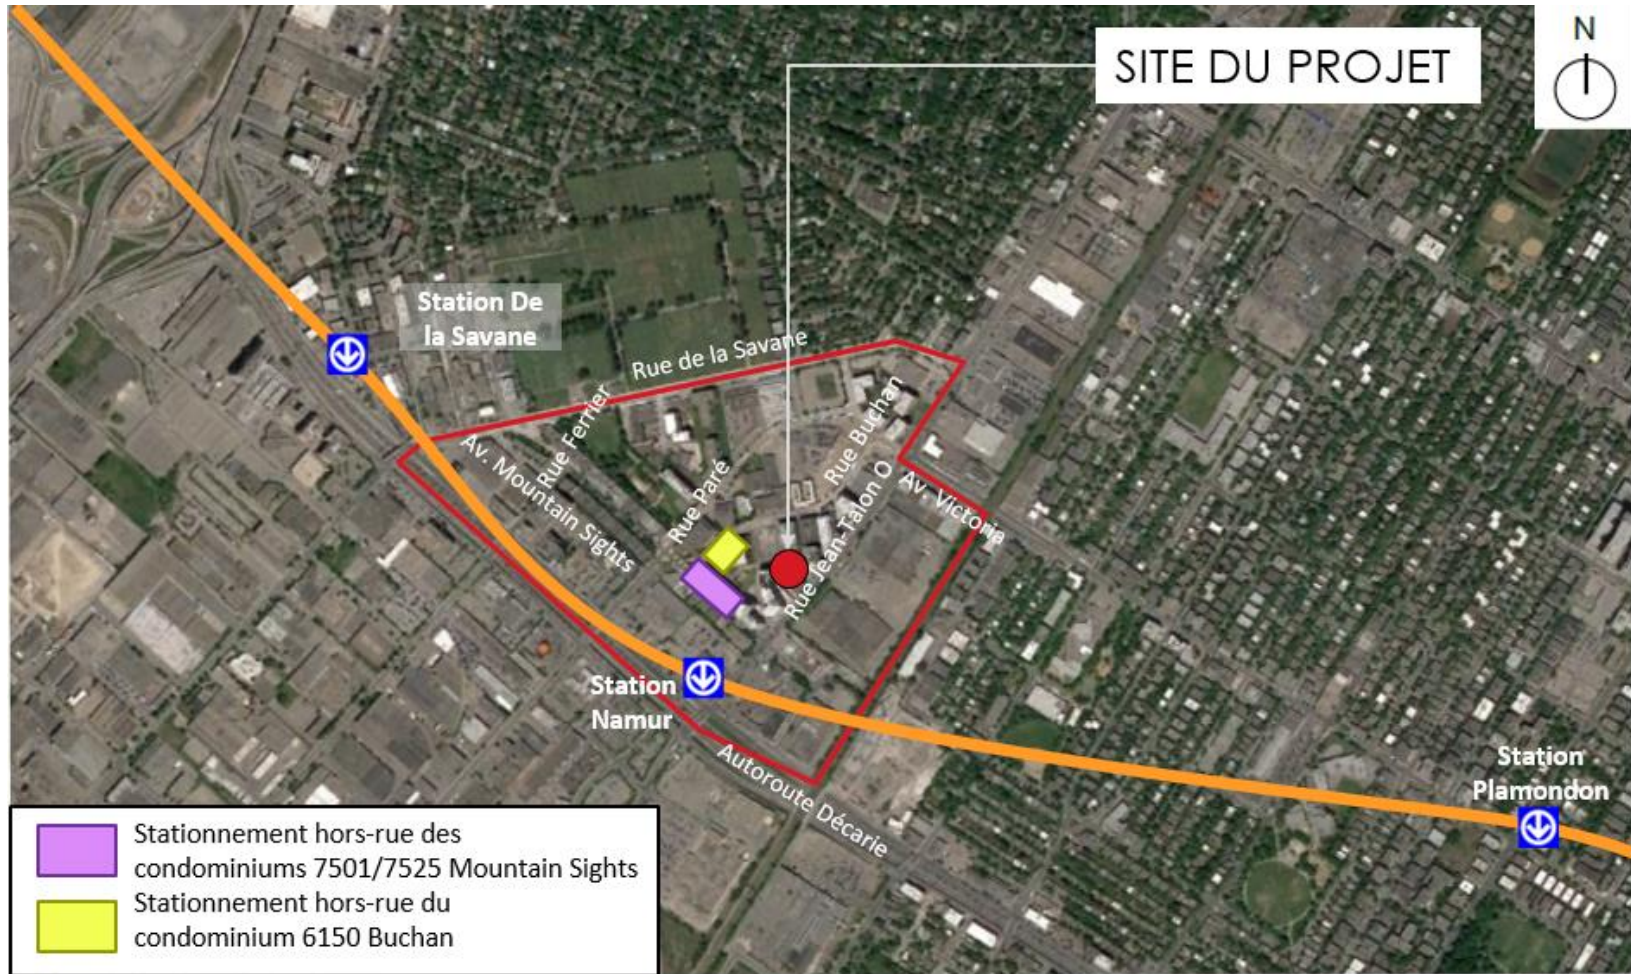 N
SITE DU PROJET
Station De
la Savane
Rue de la Savane
Rue Ferrier
Av. Mountain Sights
Rue Paré
Rue Buchan
Rue Jean-Talon O
Av. Victoria
Station
Namur
Autoroute Décarie
Station
Plamondon
Stationnement hors-rue des
condominiums 7501/7525 Mountain Sights
Stationnement hors-rue du
condominium 6150 Buchan